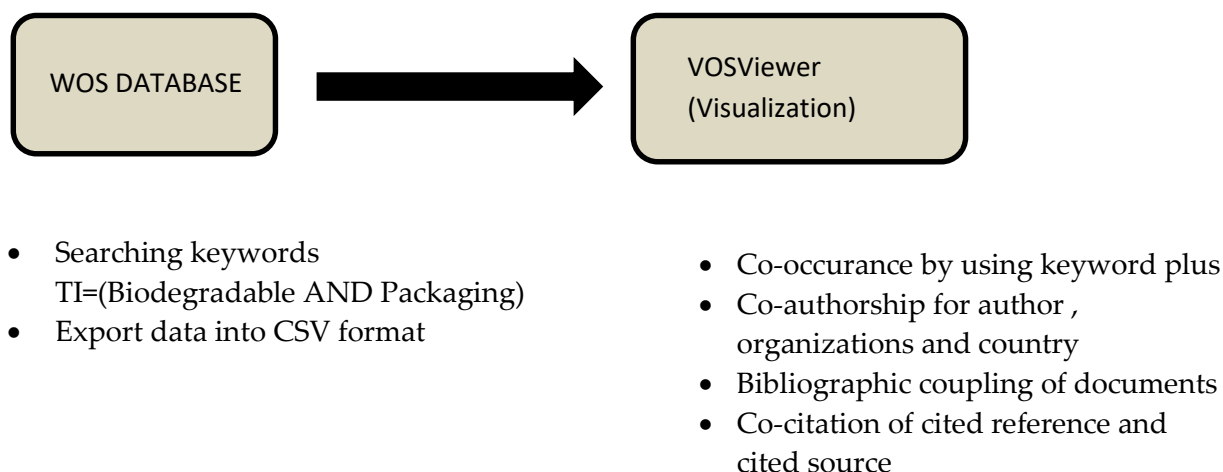 WOS DATABASE
VOSViewer
(Visualization)
• Searching keywords
TI=(Biodegradable AND Packaging)
• Export data into CSV format
• Co-occurance by using keyword plus
• Co-authorship for author ,
organizations and country
• Bibliographic coupling of documents
• Co-citation of cited reference and
cited source